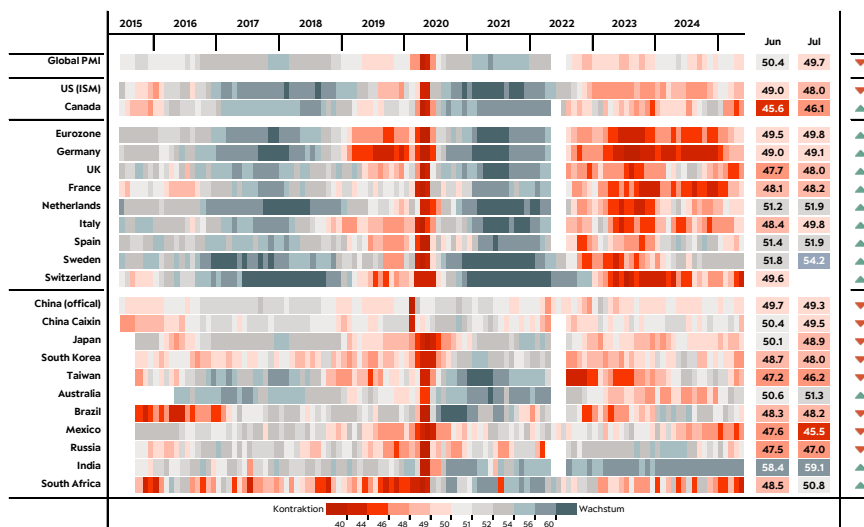 2015 2016 2017 2018 2019 2020 2021 2022 2023 2024
Jun Jul
Global PMI 50.4 49.7
US (ISM) 49.0 48.0
Canada 45.6 46.1
Eurozone 49.5 49.8
Germany 49.0 49.1
UK 47.7 48.0
France 48.1 48.2
Netherlands 51.2 51.9
Italy 48.4 49.8
Spain 51.4 51.9
Sweden 51.8 54.2
Switzerland 49.6
China (offical) 49.7 49.3
China Caixin 50.4 49.5
Japan 50.1 48.9
South Korea 48.7 48.0
Taiwan 47.2 46.2
Australia 50.6 51.3
Brazil 48.3 48.2
Mexico 47.6 45.5
Russia 47.5 47.0
India 58.4 59.1
South Africa 48.5 50.8
Kontraktion Wachstum
40 44 46 48 49 50 51 52 54 56 60